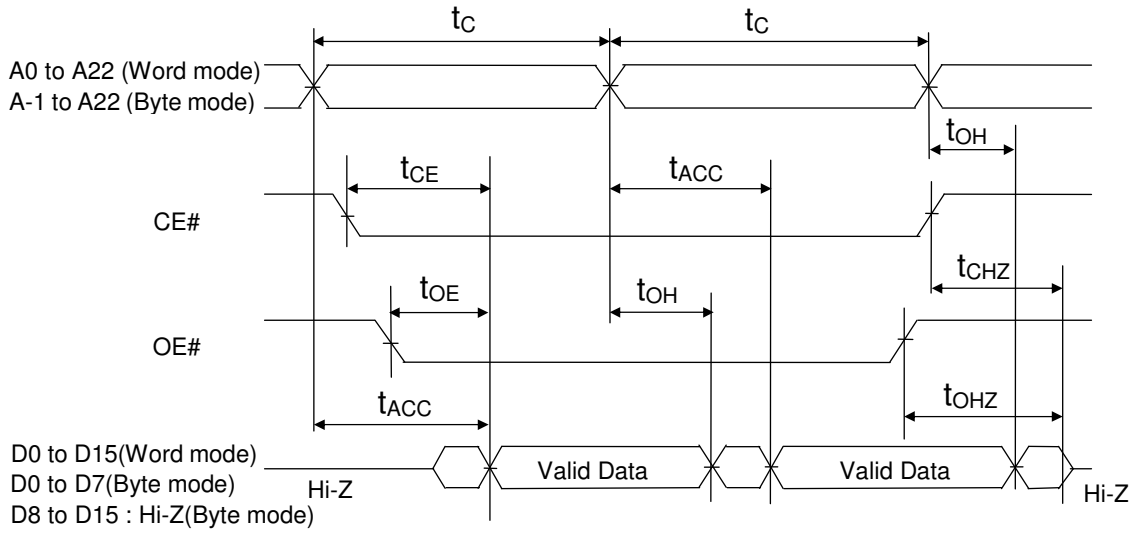 tC tC
A0 to A22 (Word mode)
A-1 to A22 (Byte mode)
tOH
tCE tACC
CE#
tCHZ
tOE tOH
OE#
tACC tOHZ
D0 to D15(Word mode)
D0 to D7(Byte mode)
D8 to D15 : Hi-Z(Byte mode)
Hi-Z Valid Data Valid Data Hi-Z